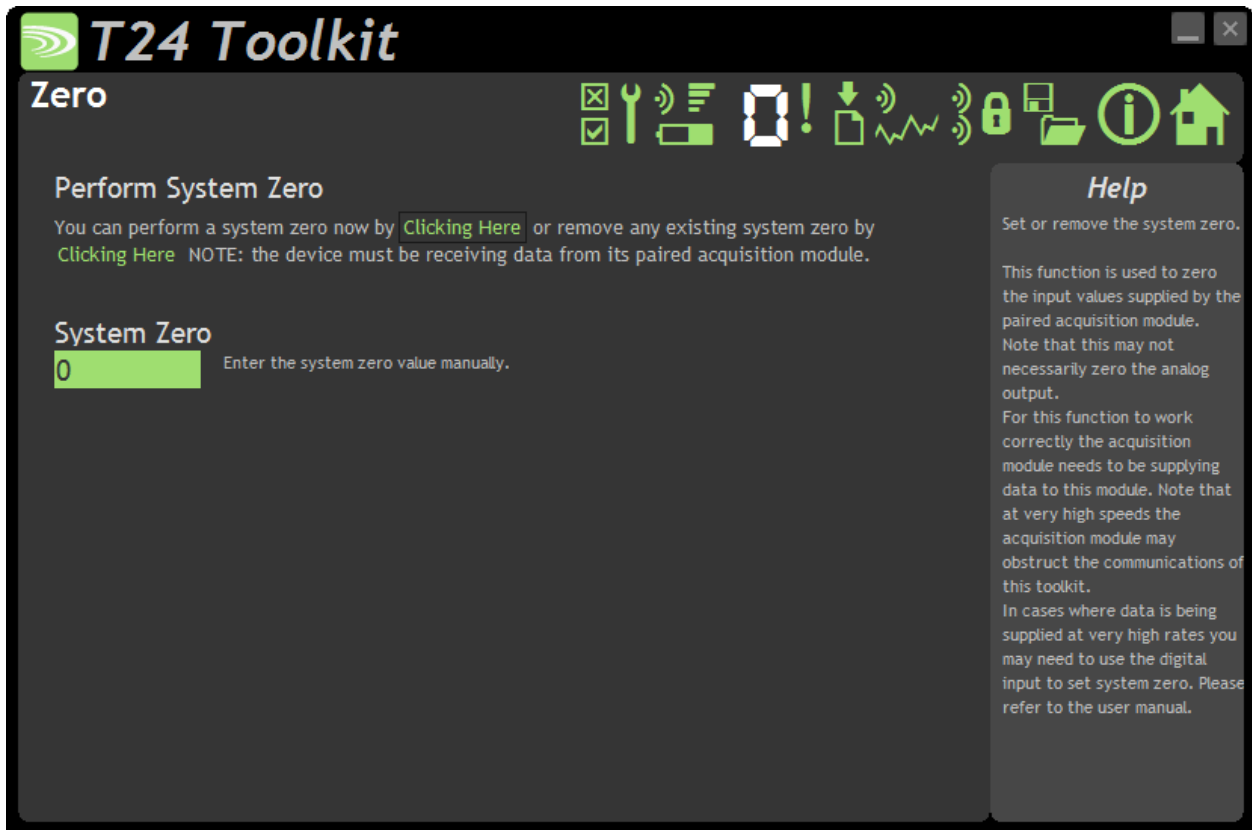 T24 Toolkit
Zero
Perform System Zero
You can perform a system zero now by Clicking Here or remove any existing system zero by
Clicking Here NOTE: the device must be receiving data from its paired acquisition module.
System Zero
0
Enter the system zero value manually.
Help
Set or remove the system zero.
This function is used to zero
the input values supplied by the
paired acquisition module.
Note that this may not
necessarily zero the analog
output.
For this function to work
correctly the acquisition
module needs to be supplying
data to this module. Note that
at very high speeds the
acquisition module may
obstruct the communications of
this toolkit.
In cases where data is being
supplied at very high rates you
may need to use the digital
input to set system zero. Please
refer to the user manual.